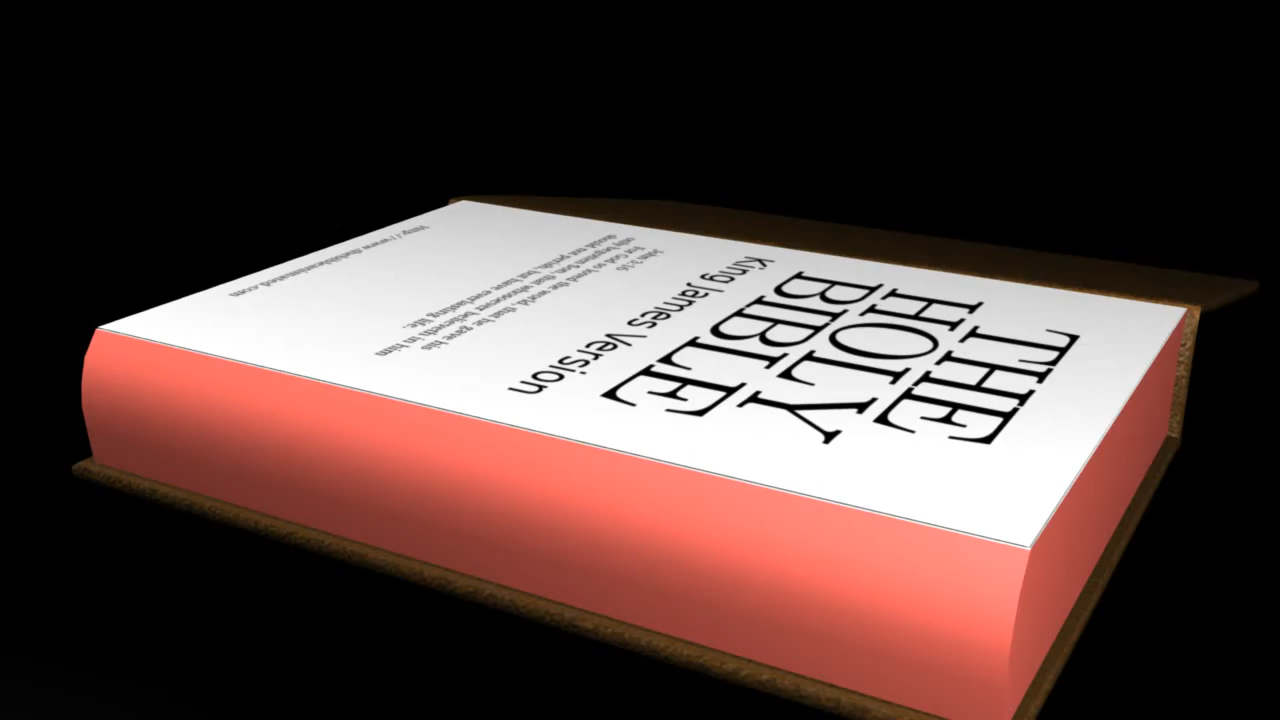 THE
HOLY
BIBLE
King James Version
John 3:16
For God so loved the world, that he gave his
only begotten Son, that whosoever believeth in him
should not perish, but have everlasting life.